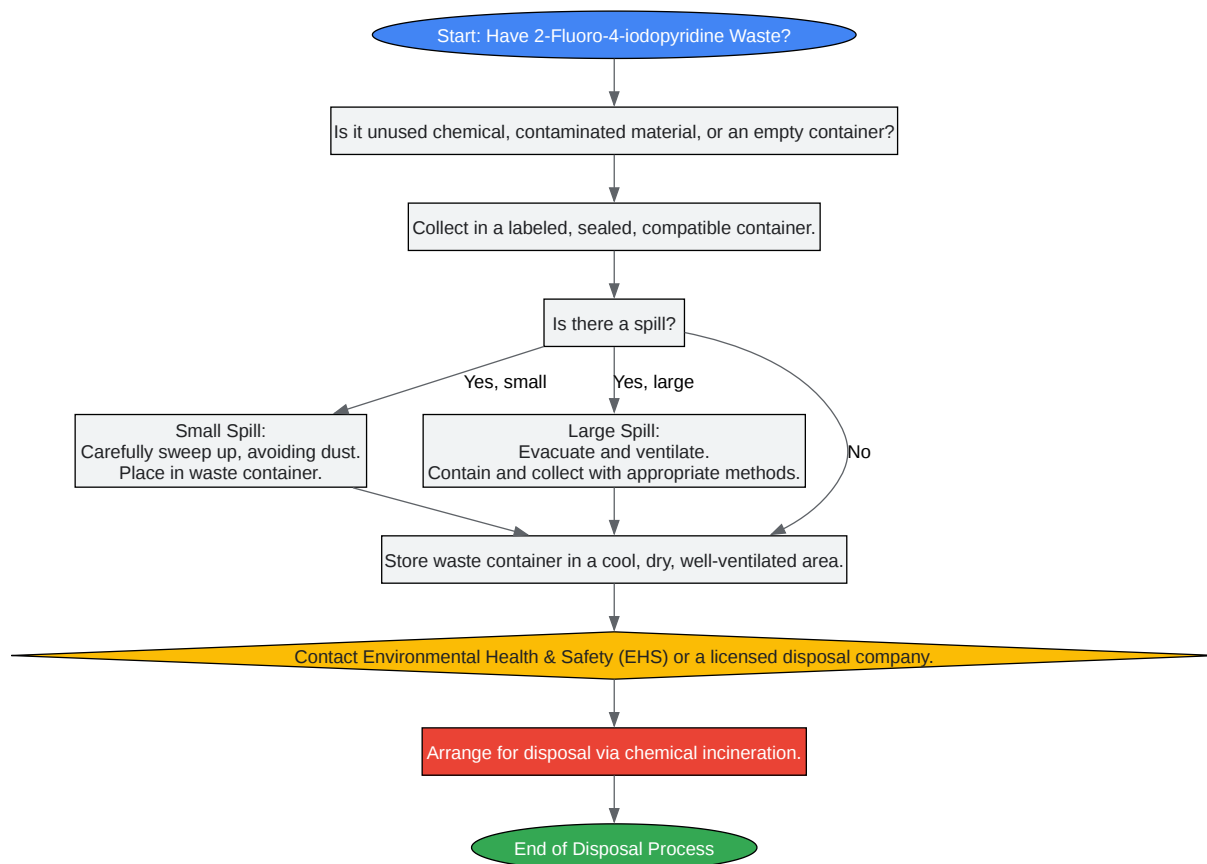 Start: Have 2-Fluoro-4-iodopyridine Waste?
Is it unused chemical, contaminated material, or an empty container?
Collect in a labeled, sealed, compatible container.
Is there a spill?
Yes, small
Yes, large
No
Small Spill:
Carefully sweep up, avoiding dust.
Place in waste container.
Large Spill:
Evacuate and ventilate.
Contain and collect with appropriate methods.
Store waste container in a cool, dry, well-ventilated area.
Contact Environmental Health & Safety (EHS) or a licensed disposal company.
Arrange for disposal via chemical incineration.
End of Disposal Process